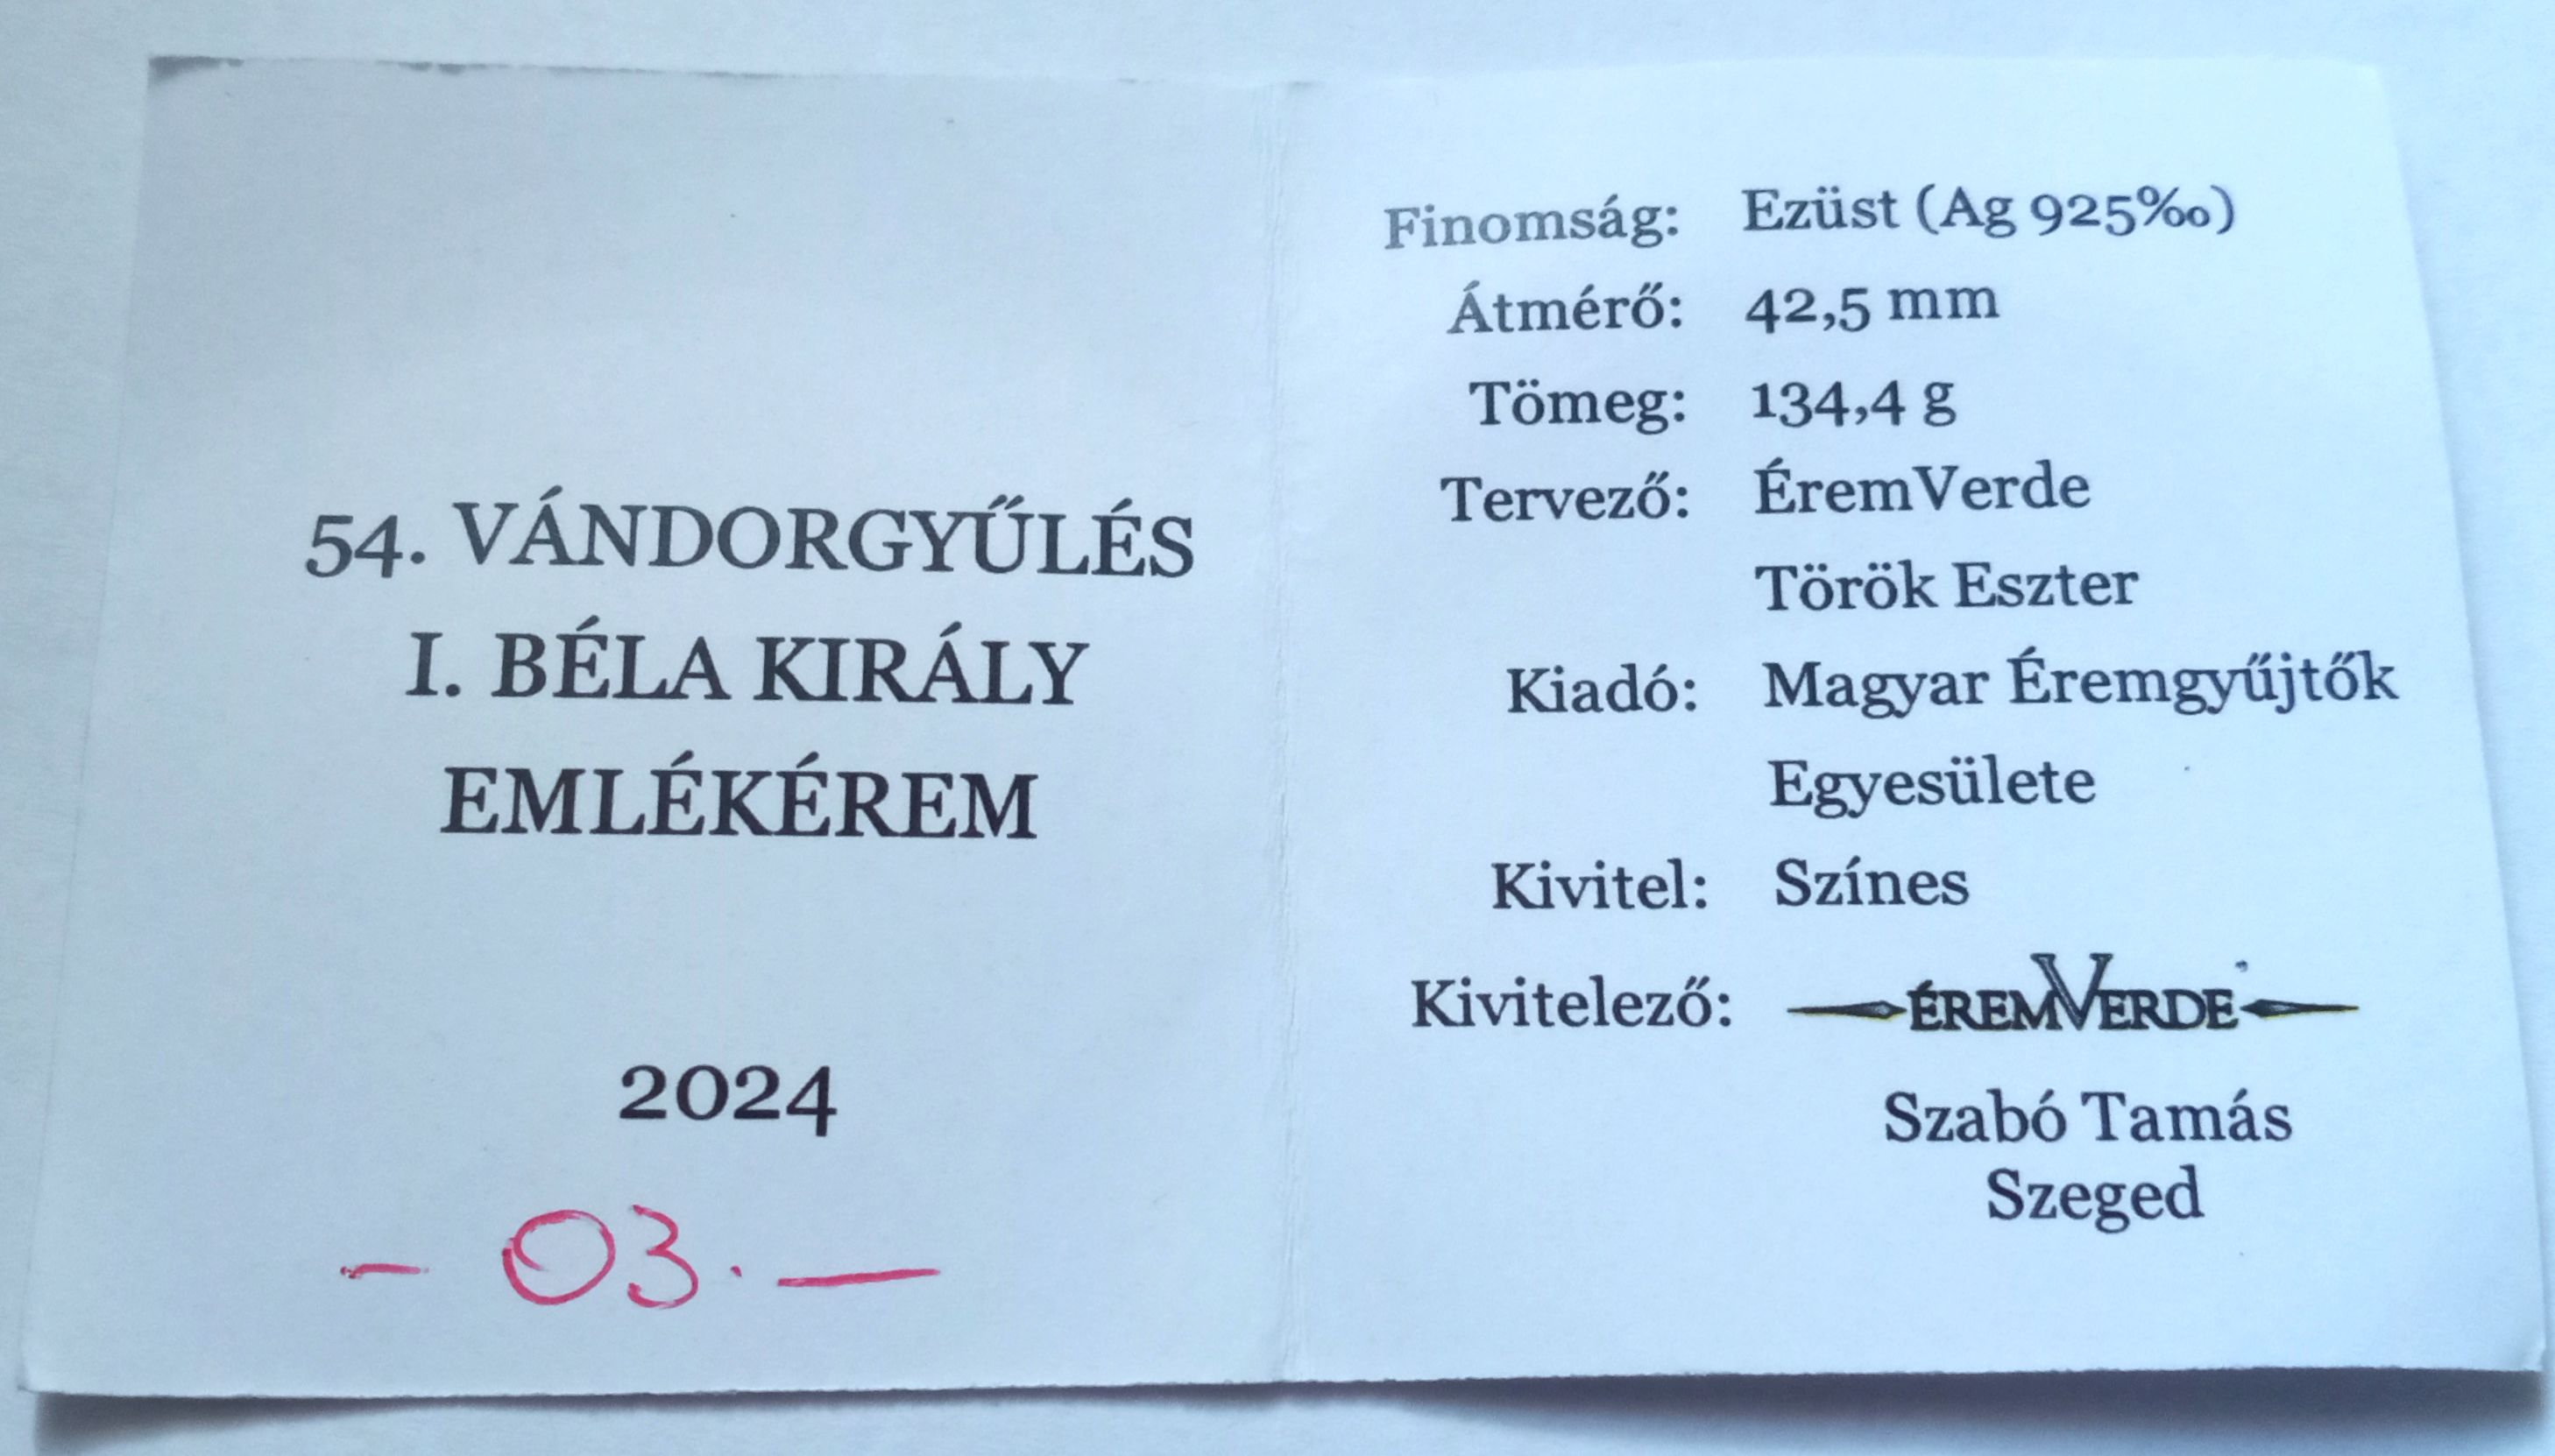 54. VÁNDORGYŰLÉS
I. BÉLA KIRÁLY
EMLÉKÉREM
2024
- 03. —
Finomság: Ezüst (Ag 925‰)
Átmérő: 42,5 mm
Tömeg: 134,4 g
Tervező: ÉremVerde
Török Eszter
Kiadó: Magyar Éremgyűjtők
Egyesülete
Kivitel: Színes
Kivitelező: ÉREMVERDE
Szabó Tamás
Szeged